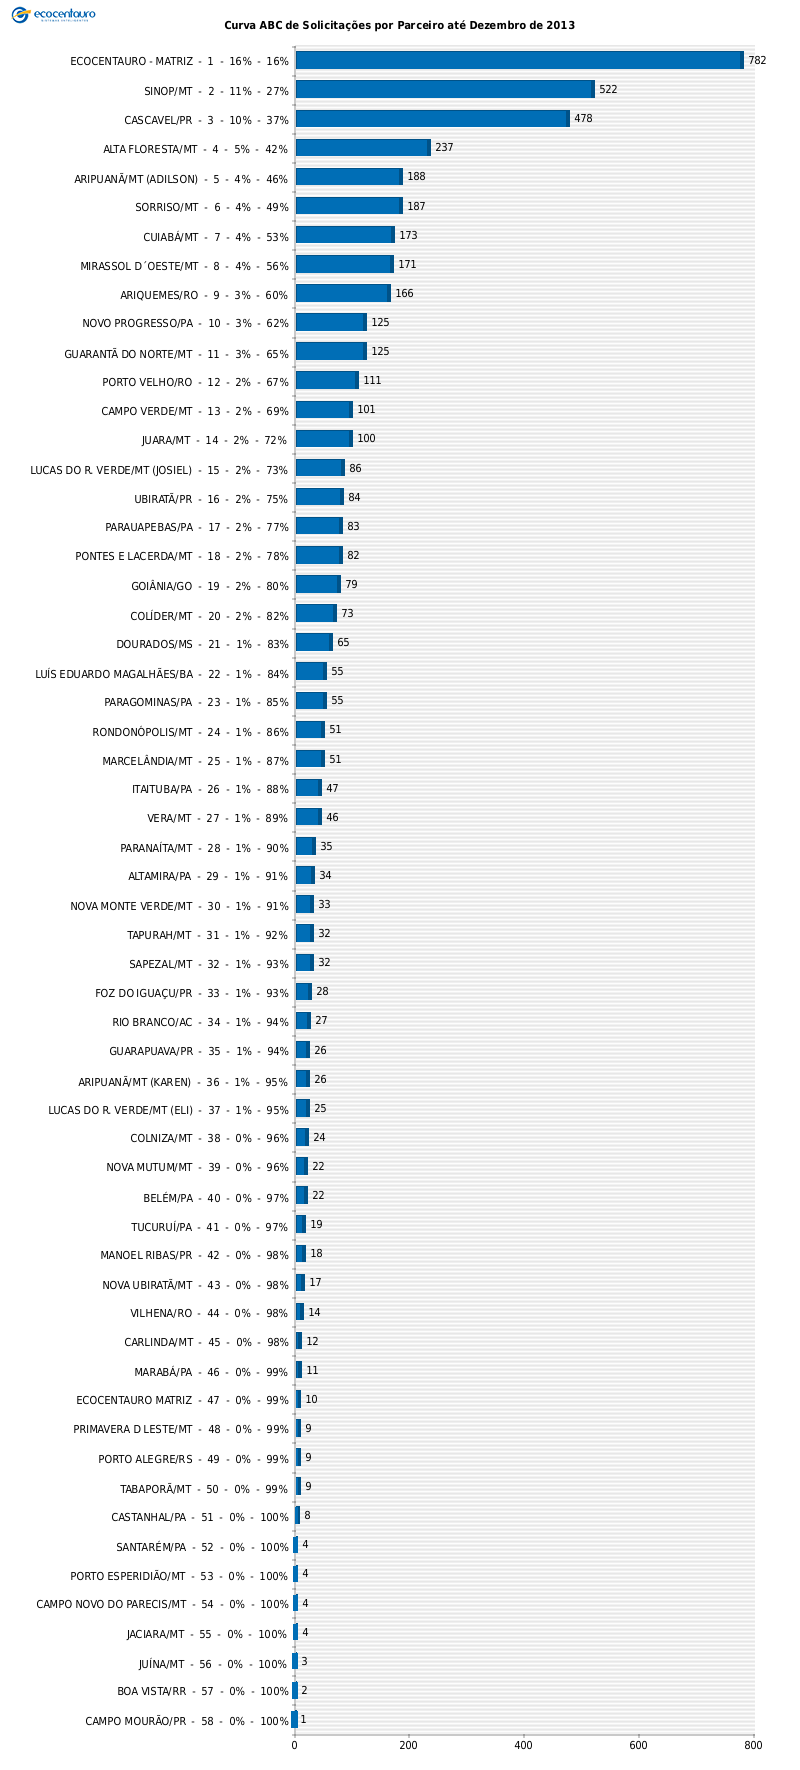 ecocentauro
Curva ABC de Solicitações por Parceiro até Dezembro de 2013
ECOCENTAURO - MATRIZ - 1 - 16% - 16% 782
SINOP/MT - 2 - 11% - 27% 522
CASCAVEL/PR - 3 - 10% - 37% 478
ALTA FLORESTA/MT - 4 - 5% - 42% 237
ARIPUANÃ/MT (ADILSON) - 5 - 4% - 46% 188
SORRISO/MT - 6 - 4% - 49% 187
CUIABÁ/MT - 7 - 4% - 53% 173
MIRASSOL D´OESTE/MT - 8 - 4% - 56% 171
ARIQUEMES/RO - 9 - 3% - 60% 166
NOVO PROGRESSO/PA - 10 - 3% - 62% 125
GUARANTÃ DO NORTE/MT - 11 - 3% - 65% 125
PORTO VELHO/RO - 12 - 2% - 67% 111
CAMPO VERDE/MT - 13 - 2% - 69% 101
JUARA/MT - 14 - 2% - 72% 100
LUCAS DO R. VERDE/MT (JOSIEL) - 15 - 2% - 73% 86
UBIRATÃ/PR - 16 - 2% - 75% 84
PARAUAPEBAS/PA - 17 - 2% - 77% 83
PONTES E LACERDA/MT - 18 - 2% - 78% 82
GOIÂNIA/GO - 19 - 2% - 80% 79
COLÍDER/MT - 20 - 2% - 82% 73
DOURADOS/MS - 21 - 1% - 83% 65
LUÍS EDUARDO MAGALHÃES/BA - 22 - 1% - 84% 55
PARAGOMINAS/PA - 23 - 1% - 85% 55
RONDONÓPOLIS/MT - 24 - 1% - 86% 51
MARCELÂNDIA/MT - 25 - 1% - 87% 51
ITAITUBA/PA - 26 - 1% - 88% 47
VERA/MT - 27 - 1% - 89% 46
PARANAÍTA/MT - 28 - 1% - 90% 35
ALTAMIRA/PA - 29 - 1% - 91% 34
NOVA MONTE VERDE/MT - 30 - 1% - 91% 33
TAPURAH/MT - 31 - 1% - 92% 32
SAPEZAL/MT - 32 - 1% - 93% 32
FOZ DO IGUAÇU/PR - 33 - 1% - 93% 28
RIO BRANCO/AC - 34 - 1% - 94% 27
GUARAPUAVA/PR - 35 - 1% - 94% 26
ARIPUANÃ/MT (KAREN) - 36 - 1% - 95% 26
LUCAS DO R. VERDE/MT (ELI) - 37 - 1% - 95% 25
COLNIZA/MT - 38 - 0% - 96% 24
NOVA MUTUM/MT - 39 - 0% - 96% 22
BELÉM/PA - 40 - 0% - 97% 22
TUCURUÍ/PA - 41 - 0% - 97% 19
MANOEL RIBAS/PR - 42 - 0% - 98% 18
NOVA UBIRATÃ/MT - 43 - 0% - 98% 17
VILHENA/RO - 44 - 0% - 98% 14
CARLINDA/MT - 45 - 0% - 98% 12
MARABÁ/PA - 46 - 0% - 99% 11
ECOCENTAURO MATRIZ - 47 - 0% - 99% 10
PRIMAVERA D LESTE/MT - 48 - 0% - 99% 9
PORTO ALEGRE/RS - 49 - 0% - 99% 9
TABAPORÃ/MT - 50 - 0% - 99% 9
CASTANHAL/PA - 51 - 0% - 100% 8
SANTARÉM/PA - 52 - 0% - 100% 4
PORTO ESPERIDIÃO/MT - 53 - 0% - 100% 4
CAMPO NOVO DO PARECIS/MT - 54 - 0% - 100% 4
JACIARA/MT - 55 - 0% - 100% 4
JUÍNA/MT - 56 - 0% - 100% 3
BOA VISTA/RR - 57 - 0% - 100% 2
CAMPO MOURÃO/PR - 58 - 0% - 100% 1
0 200 400 600 800